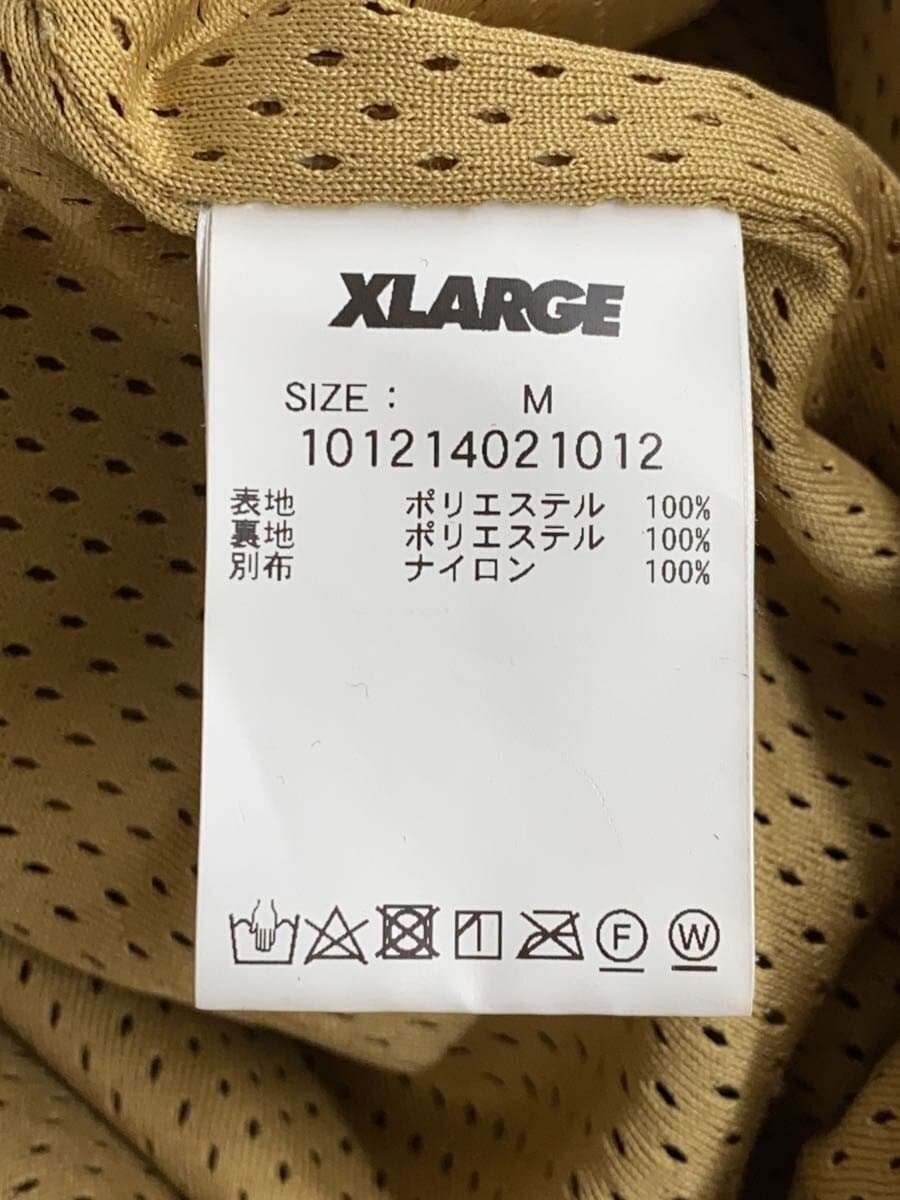 XLARGE
SIZE : M
101214021012
表地 ポリエステル 100%
裏地 ポリエステル 100%
別布 ナイロン 100%
F W